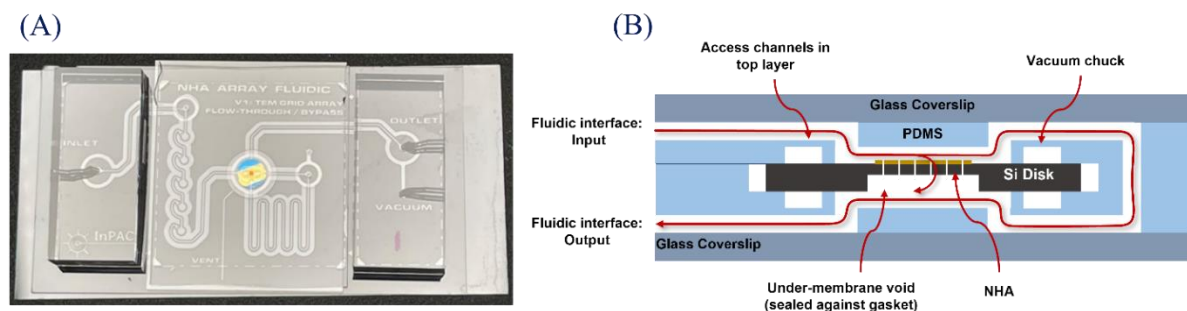 (A)
NHA ARRAY FLUIDIC
V1: TEM GRID ARRAY
FLOW-THROUGH / BYPASS
INLET
OUTLET
VACUUM
VENT
InPAC
1
(B)
Access channels in
top layer
Vacuum chuck
Glass Coverslip
Fluidic interface:
Input
PDMS
Si Disk
Fluidic interface:
Output
Glass Coverslip
Under-membrane void
(sealed against gasket)
NHA